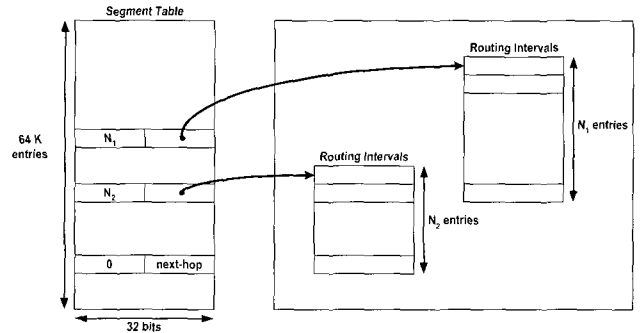 Segment Table
Routing Intervals
64 K
entries
N1
N1 entries
Routing Intervals
N2
N2 entries
0 next-hop
32 bits